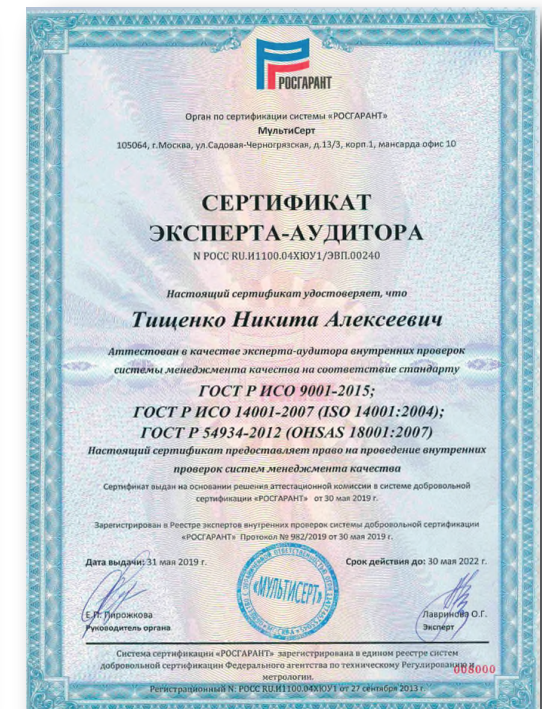 РОСГАРАНТ
Орган по сертификации системы «РОСГАРАНТ»
МультиСерт
105064, г.Москва, ул.Садовая-Черногрязская, д.13/3, корп.1, мансарда офис 10
СЕРТИФИКАТ
ЭКСПЕРТА-АУДИТОРА
N РОСС RU.И1100.04ХЮУ1/ЭВП.00240
Настоящий сертификат удостоверяет, что
Тищенко Никита Алексеевич
Аттестован в качестве эксперта-аудитора внутренних проверок
системы менеджмента качества на соответствие стандарту
ГОСТ Р ИСО 9001-2015;
ГОСТ Р ИСО 14001-2007 (ISO 14001:2004);
ГОСТ Р 54934-2012 (OHSAS 18001:2007)
Настоящий сертификат предоставляет право на проведение внутренних
проверок систем менеджмента качества
Сертификат выдан на основании решения аттестационной комиссии в системе добровольной
сертификации «РОСГАРАНТ» от 30 мая 2019 г.
Зарегистрирован в Реестре экспертов внутренних проверок системы добровольной сертификации
«РОСГАРАНТ» Протокол № 982/2019 от 30 мая 2019 г.
Дата выдачи: 31 мая 2019 г.
Срок действия до: 30 мая 2022 г.
«МУЛЬТИСЕРТ»
Е.П. Пирожкова
Руководитель органа
Лавринова О.Г.
Эксперт
Система сертификации «РОСГАРАНТ» зарегистрирована в едином реестре систем
добровольной сертификации Федерального агентства по техническому Регулированию и
метрологии.
008000
Регистрационный N: РОСС RU.И1100.04ХЮУ1 от 27 сентября 2013 г.